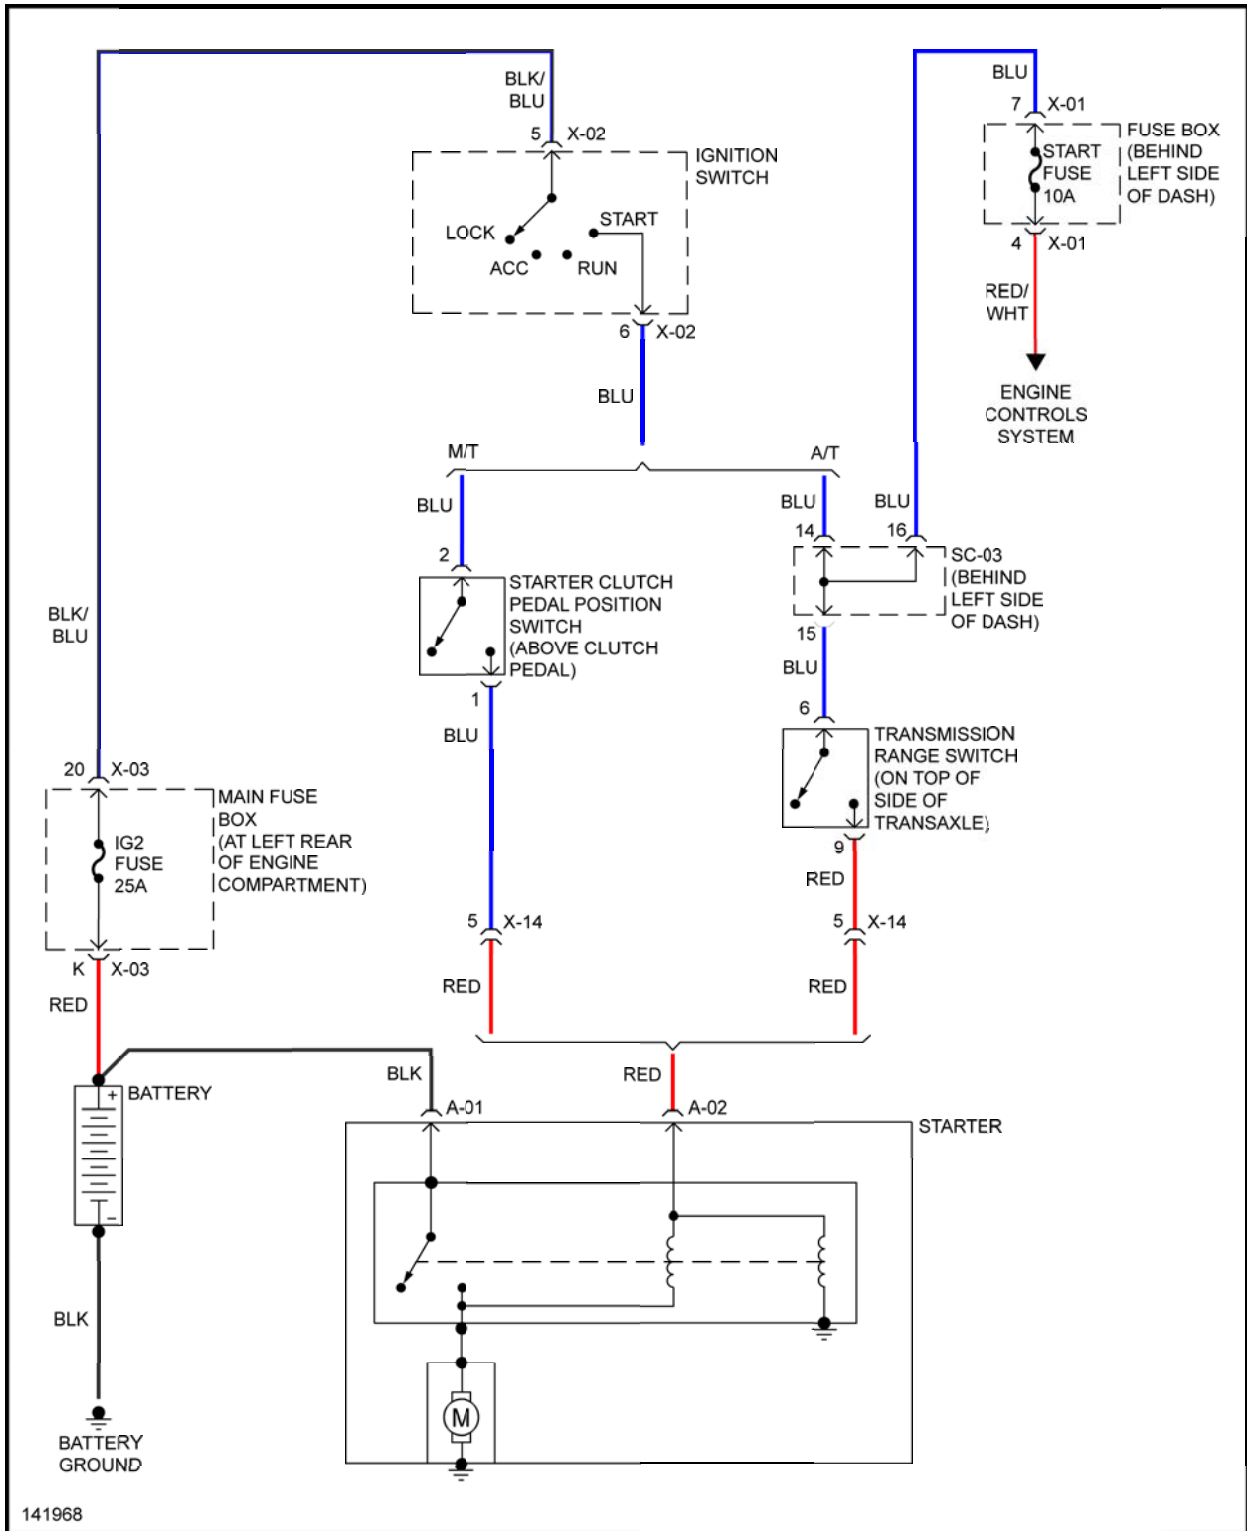 BLK/
BLU
5 X-02
IGNITION
SWITCH
LOCK
ACC
RUN
START
6 X-02
BLU
BLU
7 X-01
FUSE BOX
(BEHIND
LEFT SIDE
OF DASH)
START
FUSE
10A
4 X-01
RED/
WHT
ENGINE
CONTROLS
SYSTEM
M/T
A/T
BLU
2
STARTER CLUTCH
PEDAL POSITION
SWITCH
(ABOVE CLUTCH
PEDAL)
1
BLU
5 X-14
RED
BLU
14
BLU
16
SC-03
(BEHIND
LEFT SIDE
OF DASH)
15
BLU
6
TRANSMISSION
RANGE SWITCH
(ON TOP OF
SIDE OF
TRANSAXLE)
9
RED
5 X-14
RED
BLK/
BLU
20 X-03
MAIN FUSE
BOX
(AT LEFT REAR
OF ENGINE
COMPARTMENT)
IG2
FUSE
25A
K X-03
RED
BLK
RED
+ BATTERY
−
A-01
A-02
STARTER
M
BLK
BATTERY
GROUND
141968